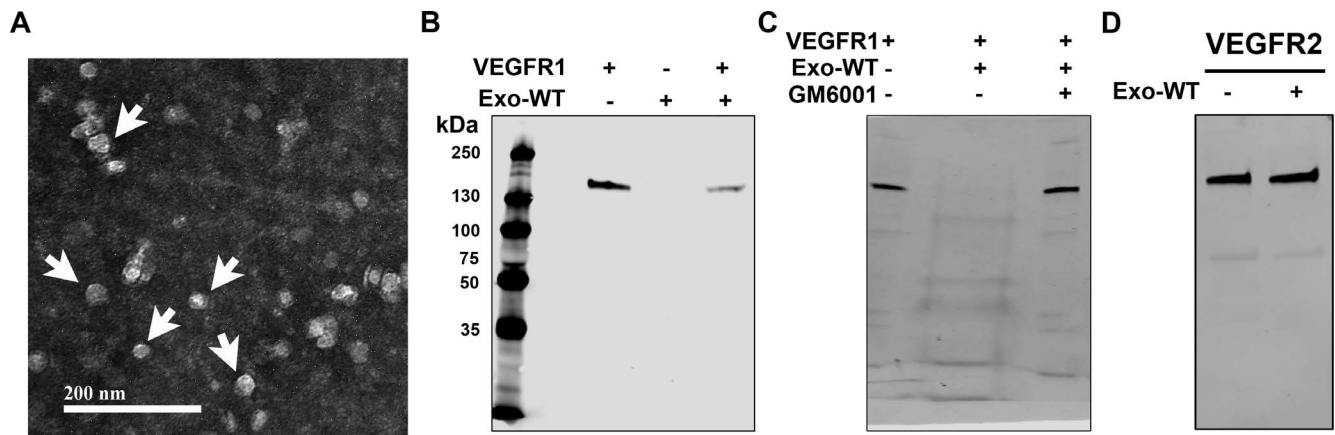 A
200 nm
B
VEGFR1 + - +
Exo-WT - + +
kDa
250
130
100
75
50
35
C
VEGFR1 + + +
Exo-WT - + +
GM6001 - - +
D
VEGFR2
Exo-WT - +